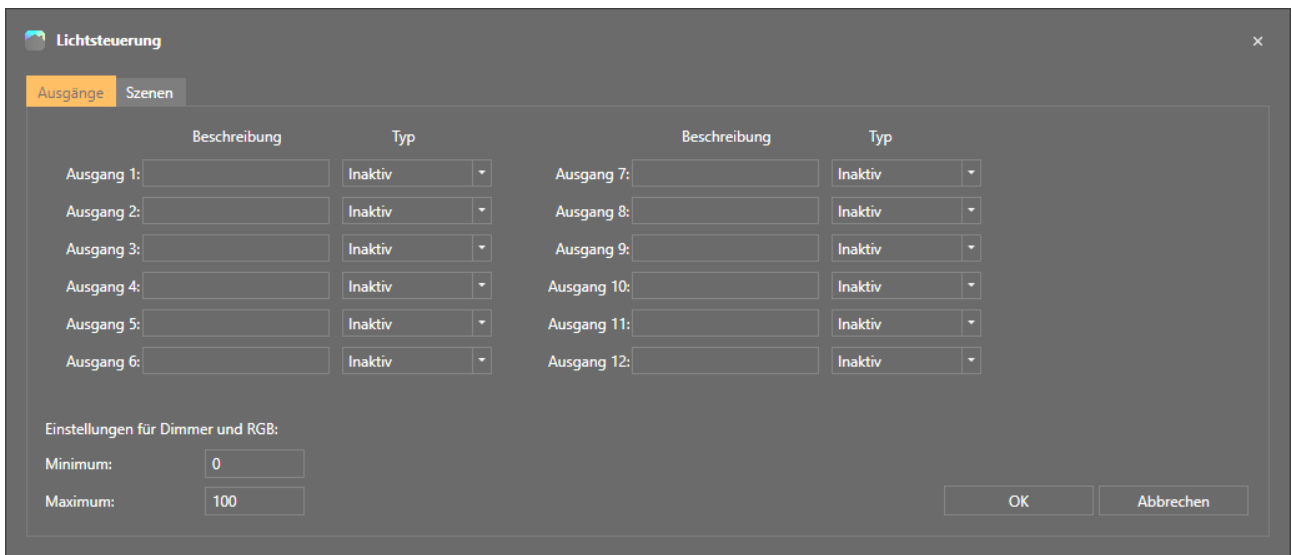 Lichtsteuerung
Ausgänge Szenen
Beschreibung Typ Beschreibung Typ
Ausgang 1: Inaktiv Ausgang 7: Inaktiv
Ausgang 2: Inaktiv Ausgang 8: Inaktiv
Ausgang 3: Inaktiv Ausgang 9: Inaktiv
Ausgang 4: Inaktiv Ausgang 10: Inaktiv
Ausgang 5: Inaktiv Ausgang 11: Inaktiv
Ausgang 6: Inaktiv Ausgang 12: Inaktiv
Einstellungen für Dimmer und RGB:
Minimum: 0
Maximum: 100 OK Abbrechen